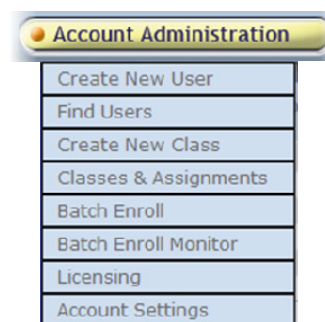 Account Administration
Create New User
Find Users
Create New Class
Classes & Assignments
Batch Enroll
Batch Enroll Monitor
Licensing
Account Settings